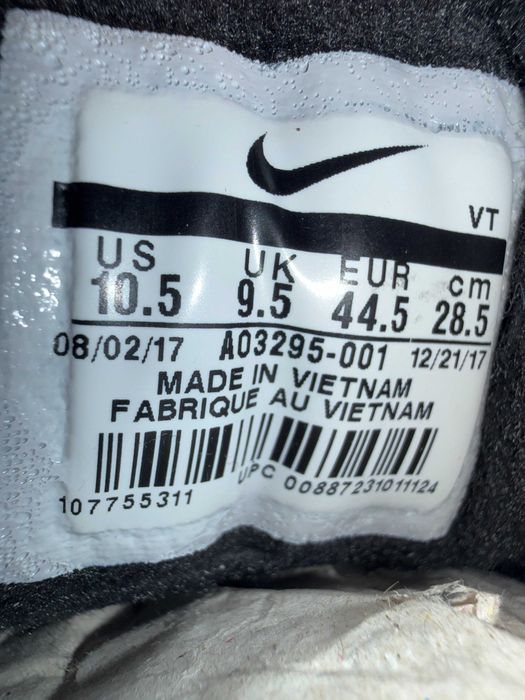 VT
US UK EUR cm
10.5 9.5 44.5 28.5
08/02/17 AO3295-001 12/21/17
MADE IN VIETNAM
FABRIQUE AU VIETNAM
107755311 UPC 00887231011124